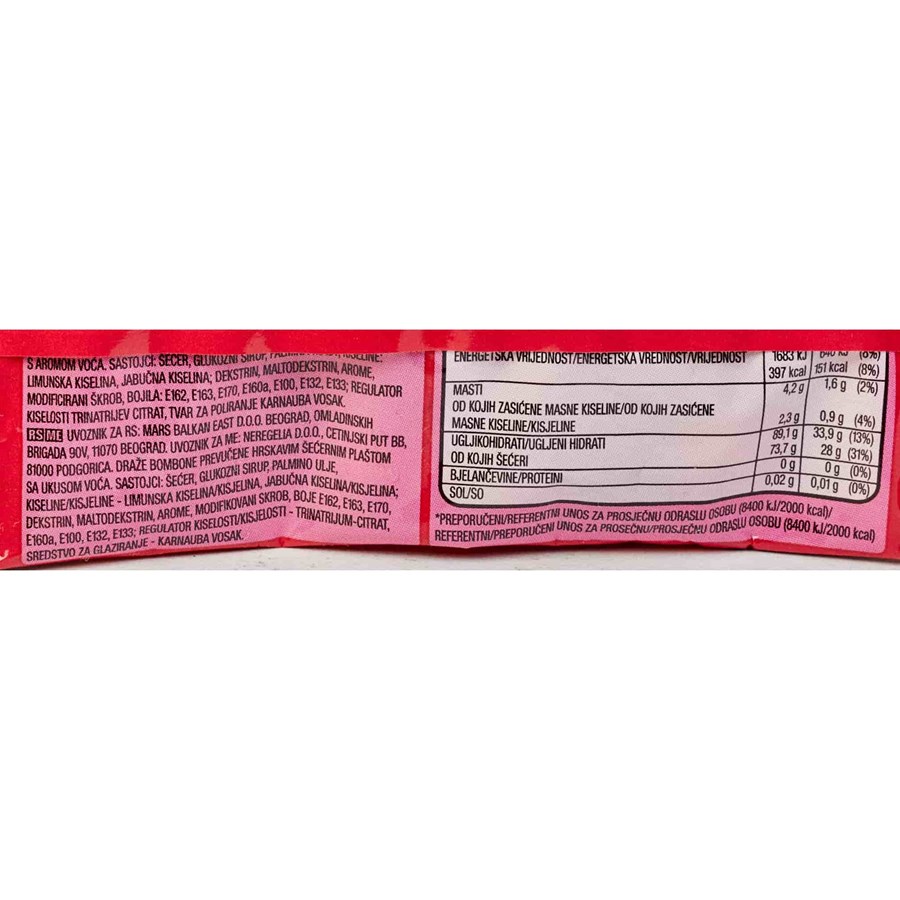 S AROMOM VOĆA. SASTOJCI: ŠEĆER, GLUKOZNI SIRUP,
LIMUNSKA KISELINA, JABUČNA KISELINA; DEKSTRIN, MALTODEKSTRIN, AROME,
MODIFICIRANI ŠKROB, BOJILA: E162, E163, E170, E160a, E100, E132, E133; REGULATOR
KISELOSTI TRINATRIJEV CITRAT, TVAR ZA POLIRANJE KARNAUBA VOSAK.
RS ME UVOZNIK ZA RS: MARS BALKAN EAST D.O.O. BEOGRAD, OMLADINSKIH
BRIGADA 90V, 11070 BEOGRAD. UVOZNIK ZA ME: NEREGELIA D.O.O., CETINJSKI PUT BB,
81000 PODGORICA. DRAŽE BOMBONE PREVUČENE HRSKAVIM ŠEĆERNIM PLAŠTOM
SA UKUSOM VOĆA. SASTOJCI: ŠEĆER, GLUKOZNI SIRUP, PALMINO ULJE,
KISELINE/KISJELINE - LIMUNSKA KISELINA/KISJELINA, JABUČNA KISELINA/KISJELINA;
DEKSTRIN, MALTODEKSTRIN, AROME, MODIFIKOVANI SKROB, BOJE E162, E163, E170,
E160a, E100, E132, E133; REGULATOR KISELOSTI/KISJELOSTI - TRINATRIJUM-CITRAT,
SREDSTVO ZA GLAZIRANJE - KARNAUBA VOSAK.
ENERGETSKA VRIJEDNOST/ENERGETSKA VREDNOST/VRIJEDNOST 1683 kJ 640 kJ (8%)
397 kcal 151 kcal (8%)
MASTI 4,2 g 1,6 g (2%)
OD KOJIH ZASIĆENE MASNE KISELINE/OD KOJIH ZASIĆENE
MASNE KISELINE/KISJELINE 2,3 g 0,9 g (4%)
UGLJIKOHIDRATI/UGLJENI HIDRATI 89,1 g 33,9 g (13%)
OD KOJIH ŠEĆERI 73,7 g 28 g (31%)
BJELANČEVINE/PROTEINI 0 g 0 g (0%)
SOL/SO 0,02 g 0,01 g (0%)
*PREPORUČENI/REFERENTNI UNOS ZA PROSJEČNU ODRASLU OSOBU (8400 kJ/2000 kcal)/
REFERENTNI/PREPORUČENI UNOS ZA PROSEČNU/PROSJEČNU ODRASLU OSOBU (8400 kJ/2000 kcal)